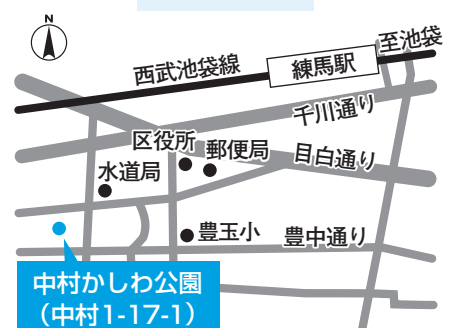 N
至池袋
練馬駅
西武池袋線
千川通り
区役所
郵便局
目白通り
水道局
豊玉小
豊中通り
中村かしわ公園
（中村1-17-1）